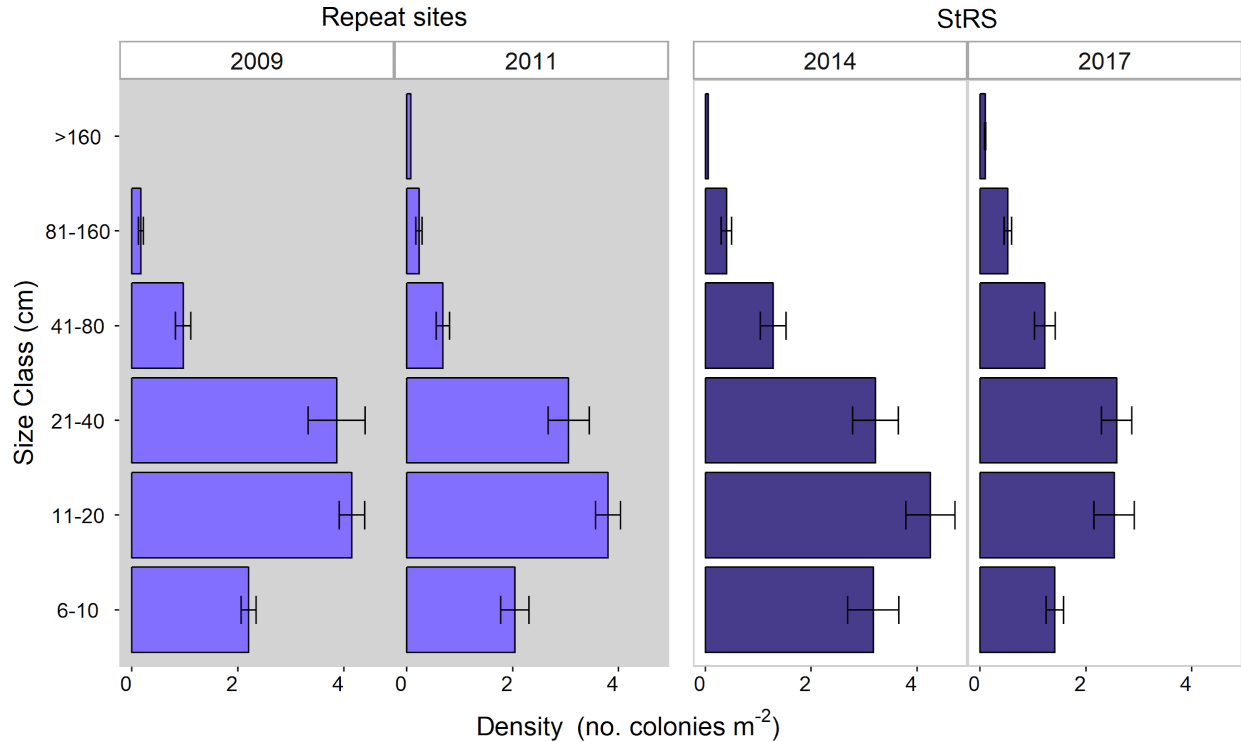 Repeat sites StRS
2009 2011 2014 2017
>160
81-160
41-80
21-40
11-20
6-10
Size Class (cm)
0 2 4 0 2 4 0 2 4 0 2 4
Density (no. colonies m⁻²)